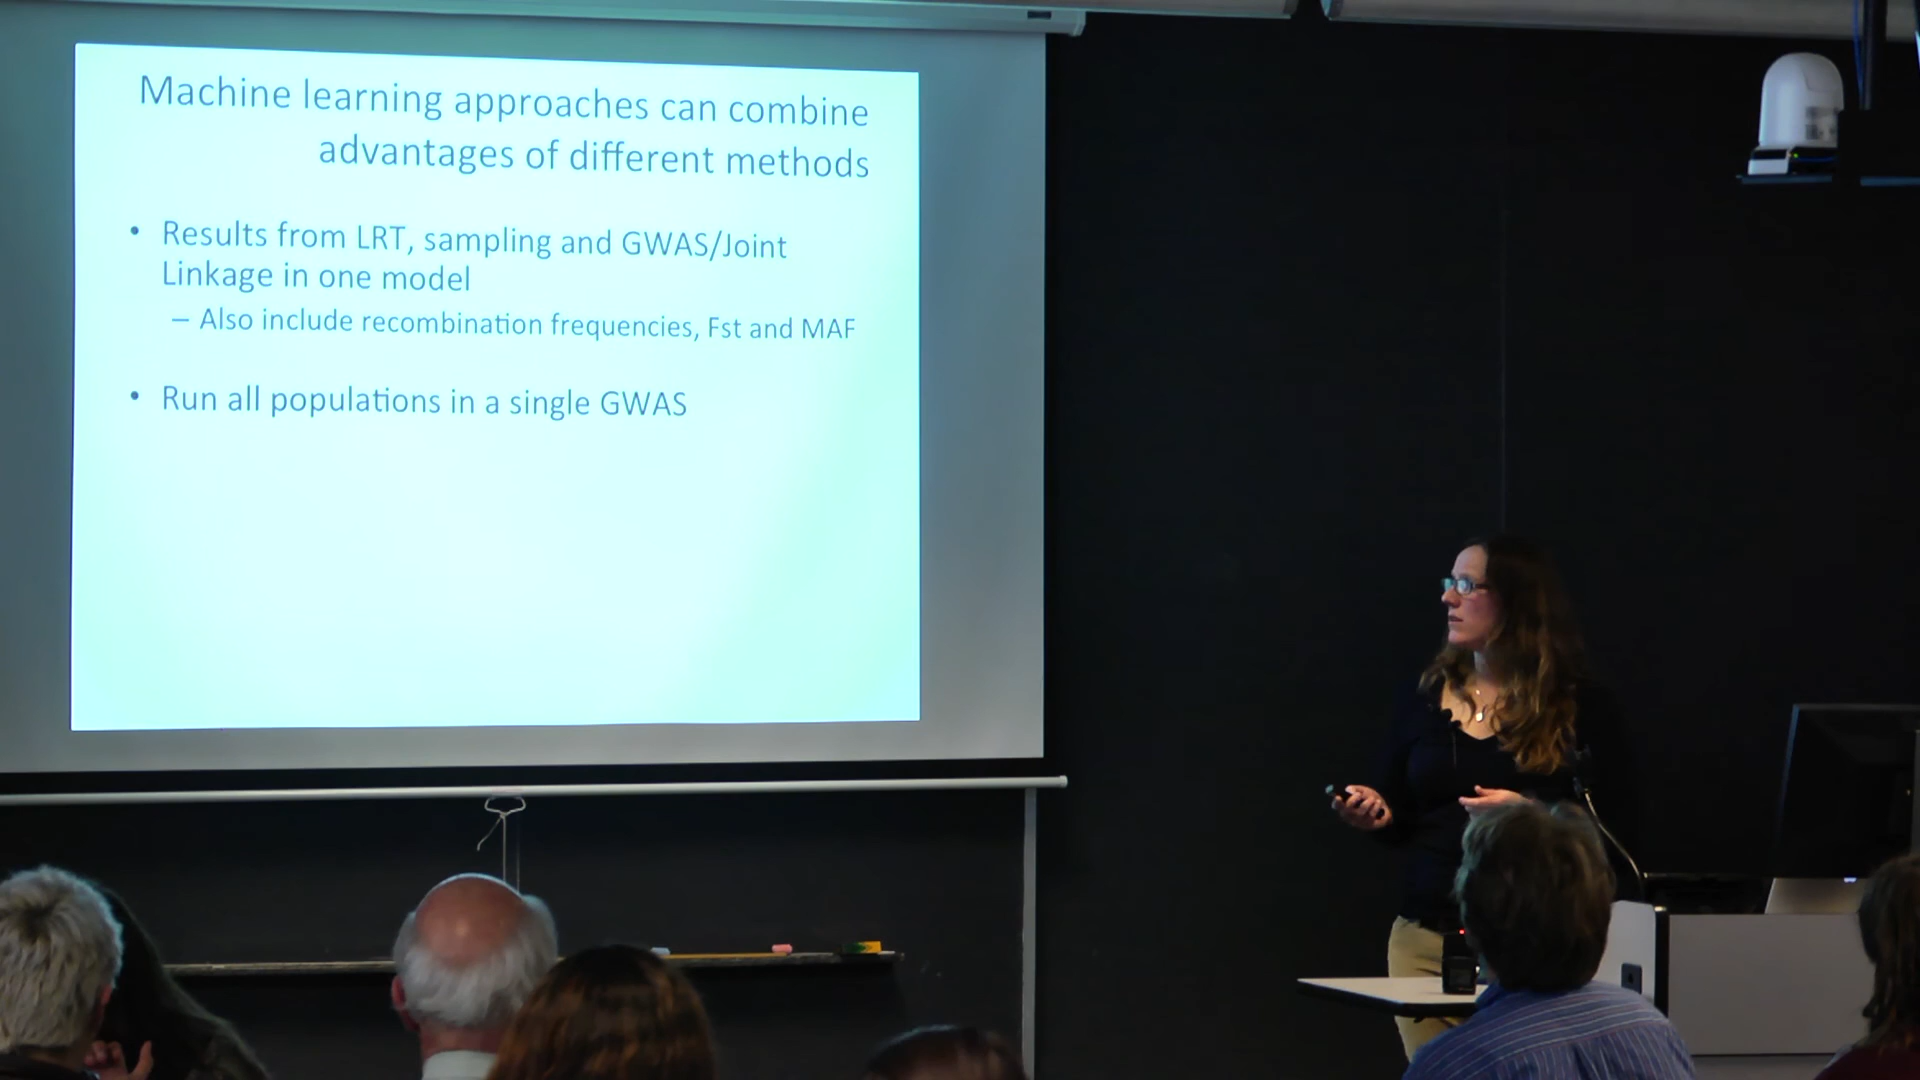 Machine learning approaches can combine
advantages of different methods
• Results from LRT, sampling and GWAS/Joint
Linkage in one model
– Also include recombination frequencies, Fst and MAF
• Run all populations in a single GWAS